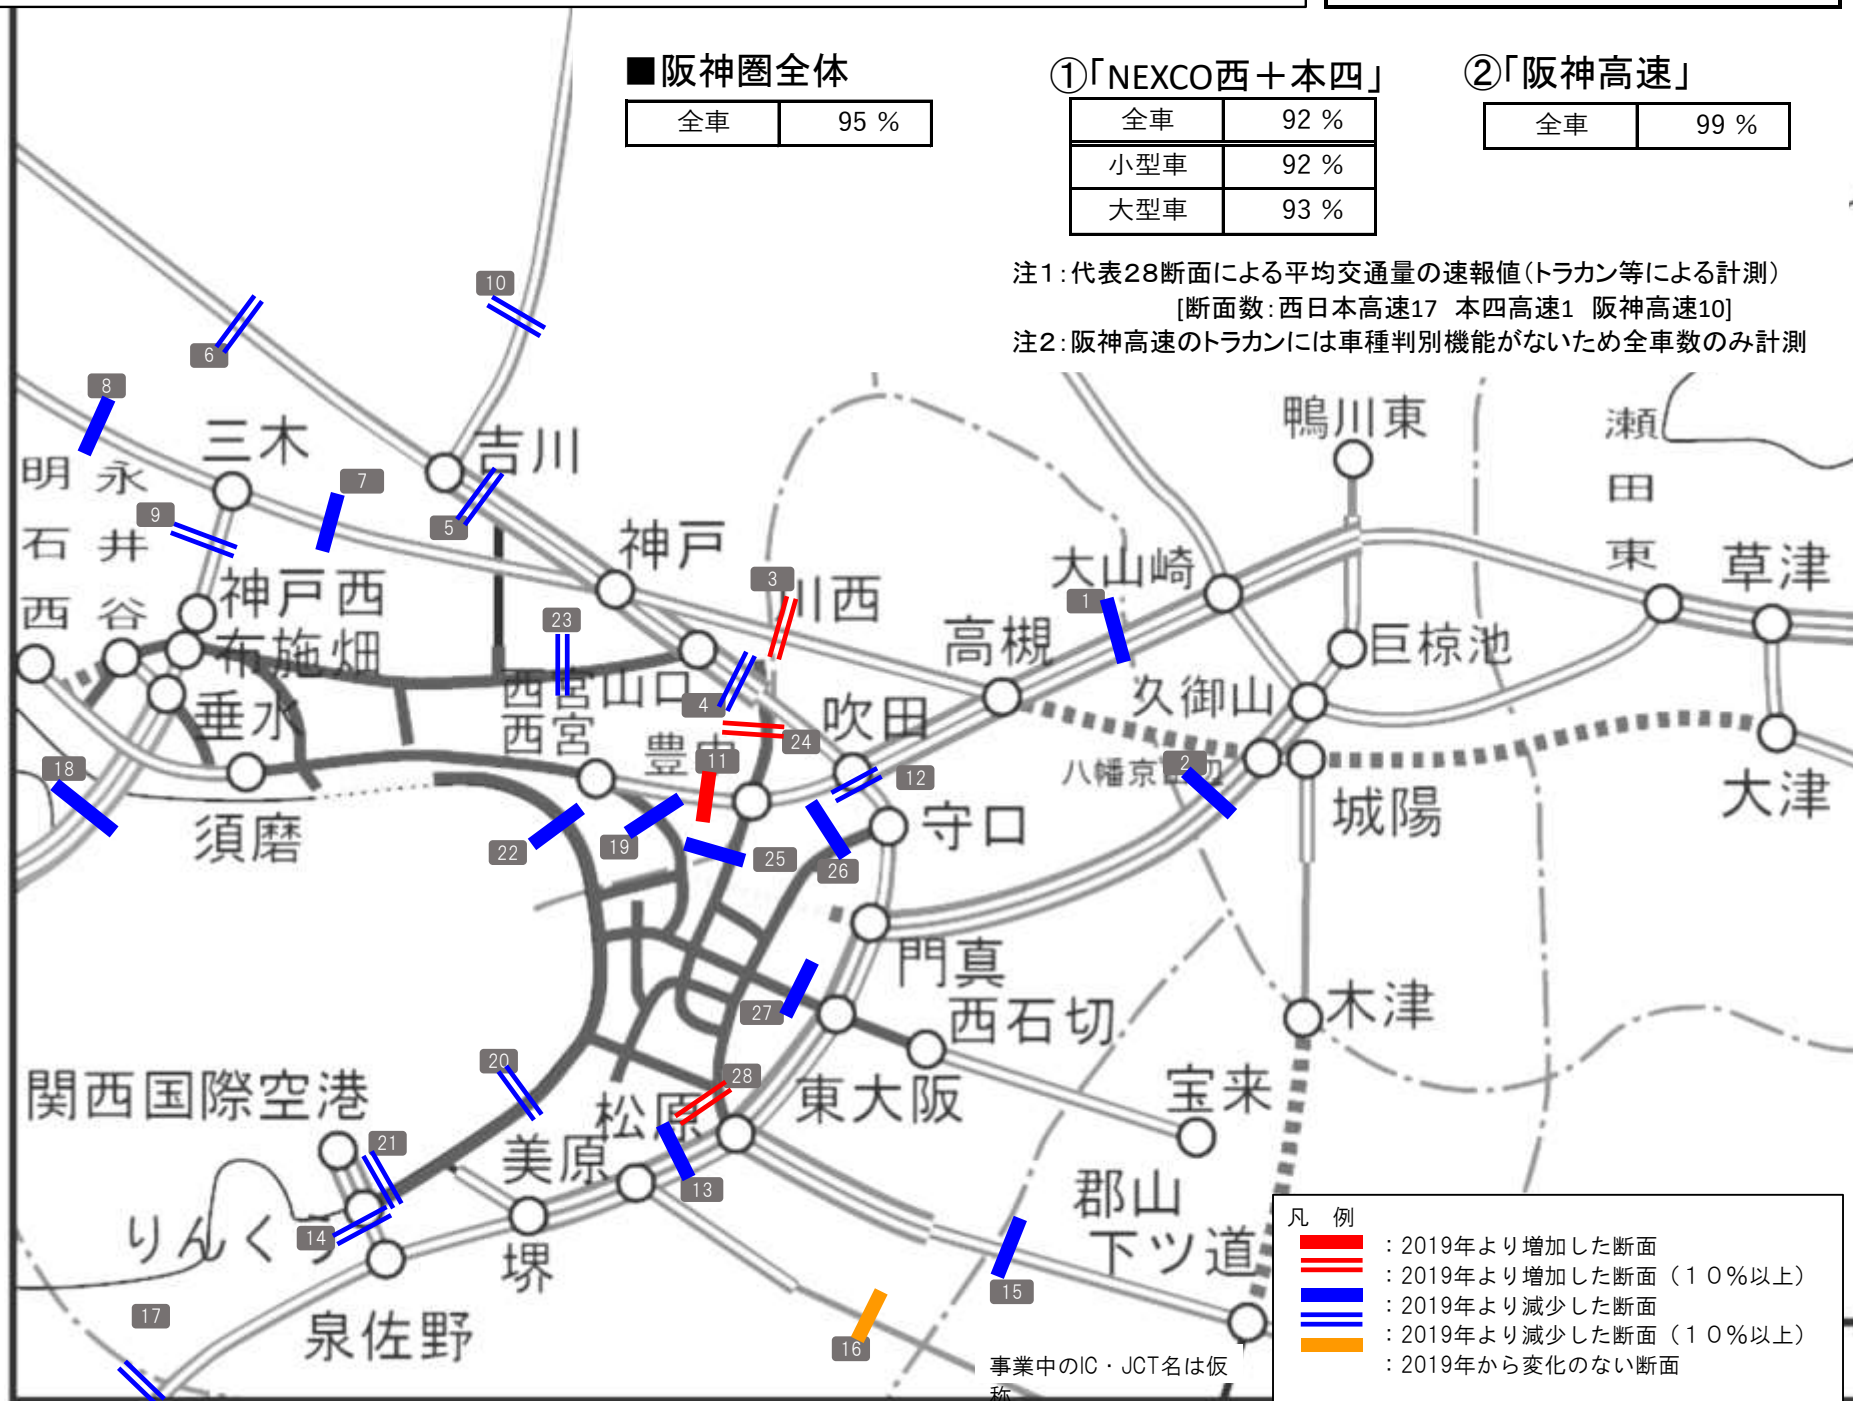 ■阪神圏全体
全車 95 %
①「NEXCO西＋本四」
全車 92 %
小型車 92 %
大型車 93 %
②「阪神高速」
全車 99 %
注１：代表28断面による平均交通量の速報値（トラカン等による計測）
[断面数：西日本高速17 本四高速1 阪神高速10]
注２：阪神高速のトラカンには車種判別機能がないため全車数のみ計測
10
6
8
鴨川東
瀬田東
三木
吉川
7
明石西
永井谷
9
5
神戸
大山崎
草津
3
川西
1
神戸西
23
高槻
巨椋池
布施畑
西宮山口
久御山
4
垂水
西宮
吹田
24
豊中
11
12
18
八幡京田辺
2
大津
須磨
城陽
守口
22
19
25
26
門真
27
西石切
木津
20
28
関西国際空港
松原
東大阪
宝来
21
美原
13
郡山
りんくう
14
堺
下ツ道
15
17
泉佐野
16
事業中のIC・JCT名は仮
称
凡 例
：2019年より増加した断面
：2019年より増加した断面（１０％以上）
：2019年より減少した断面
：2019年より減少した断面（１０％以上）
：2019年から変化のない断面